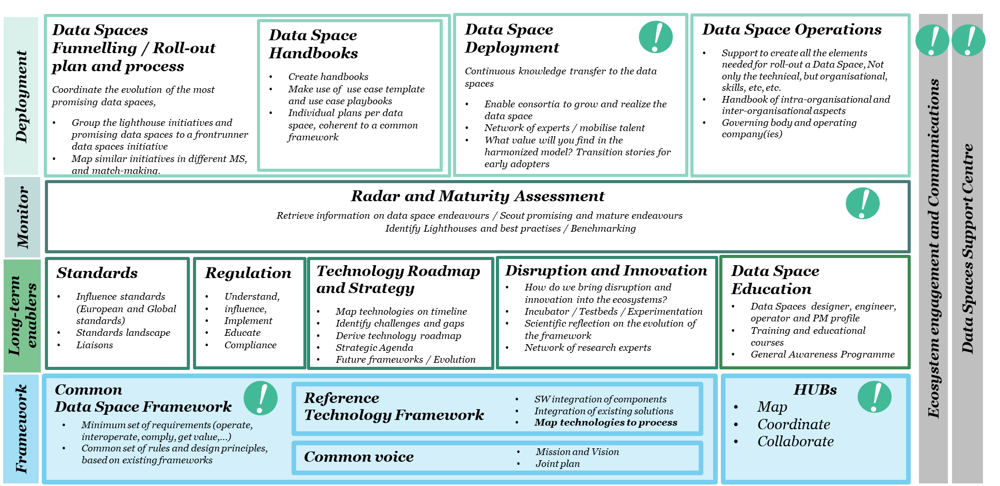 Deployment
Data Spaces
Funnelling / Roll-out
plan and process
Coordinate the evolution of the most
promising data spaces,
• Group the lighthouse initiatives and
promising data spaces to a frontrunner
data spaces initiative
• Map similar initiatives in different MS,
and match-making.
Data Space
Handbooks
• Create handbooks
• Make use of use case template
and use case playbooks
• Individual plans per data
space, coherent to a common
framework
Data Space
Deployment
!
Continuous knowledge transfer to the data
spaces
• Enable consortia to grow and realize the
data space
• Network of experts / mobilise talent
• What value will you find in the
harmonized model? Transition stories for
early adopters
Data Space Operations
• Support to create all the elements
needed for roll-out a Data Space, Not
only the technical, but organisational,
skills, etc, etc.
• Handbook of intra-organisational and
inter-organisational aspects
• Governing body and operating
company(ies)
Monitor
Radar and Maturity Assessment
!
Retrieve information on data space endeavours / Scout promising and mature endeavours
Identify Lighthouses and best practises / Benchmarking
Long-term
enablers
Standards
• Influence standards
(European and Global
standards)
• Standards landscape
• Liaisons
Regulation
• Understand,
• influence,
• Implement
• Educate
• Compliance
Technology Roadmap
and Strategy
• Map technologies on timeline
• Identify challenges and gaps
• Derive technology roadmap
• Strategic Agenda
• Future frameworks / Evolution
Disruption and Innovation
• How do we bring disruption and
innovation into the ecosystems?
• Incubator / Testbeds / Experimentation
• Scientific reflection on the evolution of
the framework
• Network of research experts
Data Space
Education
• Data Spaces designer, engineer,
operator and PM profile
• Training and educational
courses
• General Awareness Programme
Framework
Common
Data Space Framework
!
• Minimum set of requirements (operate,
interoperate, comply, get value,...)
• Common set of rules and design principles,
based on existing frameworks
Reference
Technology Framework
• SW integration of components
• Integration of existing solutions
• Map technologies to process
Common voice
• Mission and Vision
• Joint plan
HUBs
!
• Map
• Coordinate
• Collaborate
!
Ecosystem engagement and Communications
!
Data Spaces Support Centre